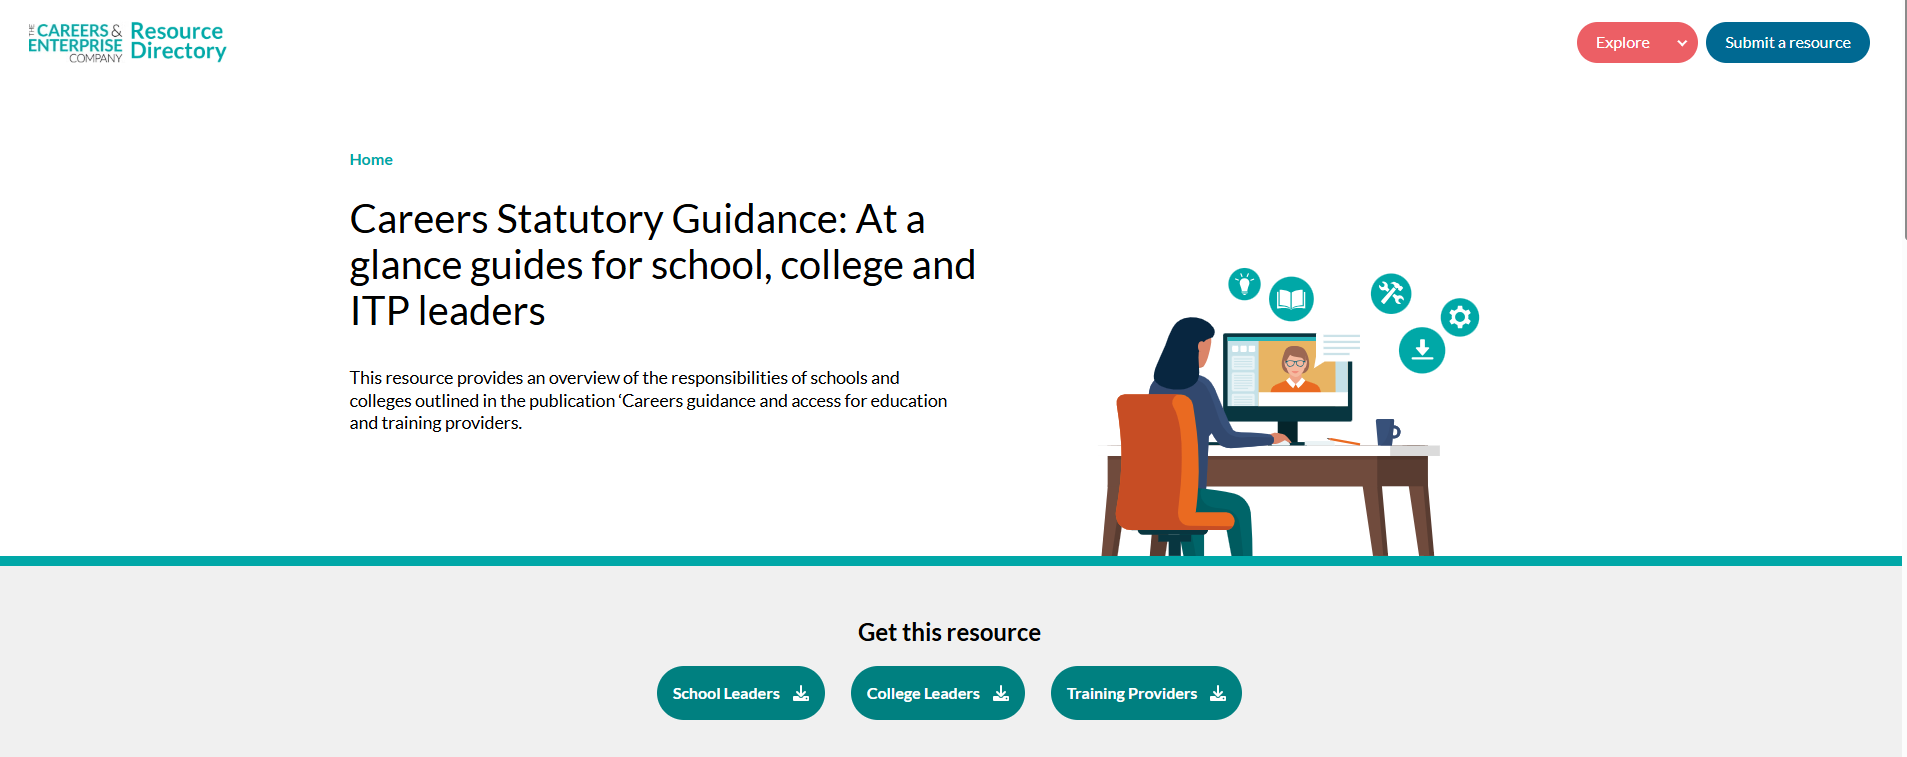 THE
CAREERS &
ENTERPRISE
COMPANY
Resource
Directory
Explore
Submit a resource
Home
Careers Statutory Guidance: At a
glance guides for school, college and
ITP leaders
This resource provides an overview of the responsibilities of schools and
colleges outlined in the publication ‘Careers guidance and access for education
and training providers.
Get this resource
School Leaders
College Leaders
Training Providers